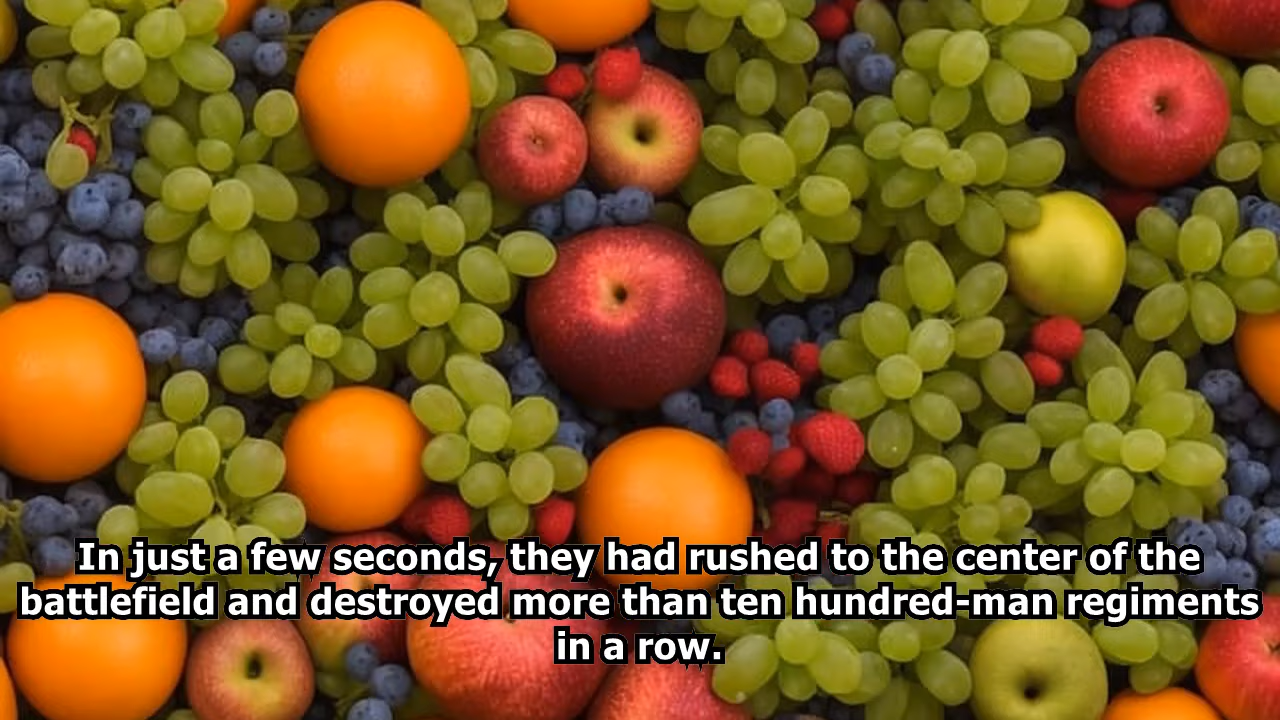 In just a few seconds, they had rushed to the center of the
battlefield and destroyed more than ten hundred-man regiments
in a row.